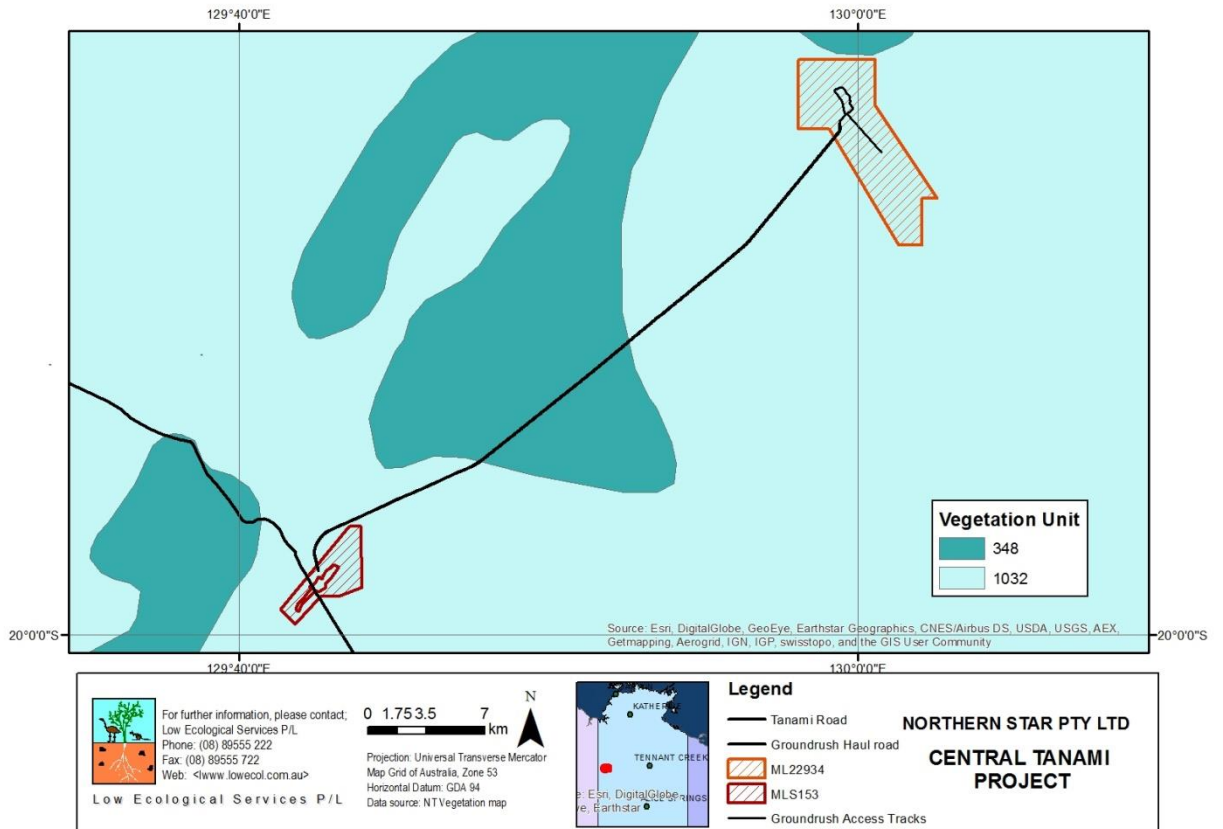 129°40'0"E
130°0'0"E
Vegetation Unit
348
1032
20°0'0"S
20°0'0"S
Source: Esri, DigitalGlobe, GeoEye, Earthstar Geographics, CNES/Airbus DS, USDA, USGS, AEX,
Getmapping, Aerogrid, IGN, IGP, swisstopo, and the GIS User Community
129°40'0"E
130°0'0"E
For further information, please contact;
Low Ecological Services P/L
Phone: (08) 89555 222
Fax: (08) 89555 722
Web: <lwww.lowecol.com.au>
Low Ecological Services P/L
0 1.75 3.5 7
km
N
Projection: Universal Transverse Mercator
Map Grid of Australia, Zone 53
Horizontal Datum: GDA 94
Data source: NT Vegetation map
KATHERINE
TENNANT CREEK
e: Esri, DigitalGlobe,
ye, Earthstar
Legend
Tanami Road
Groundrush Haul road
ML22934
MLS153
Groundrush Access Tracks
NORTHERN STAR PTY LTD
CENTRAL TANAMI
PROJECT